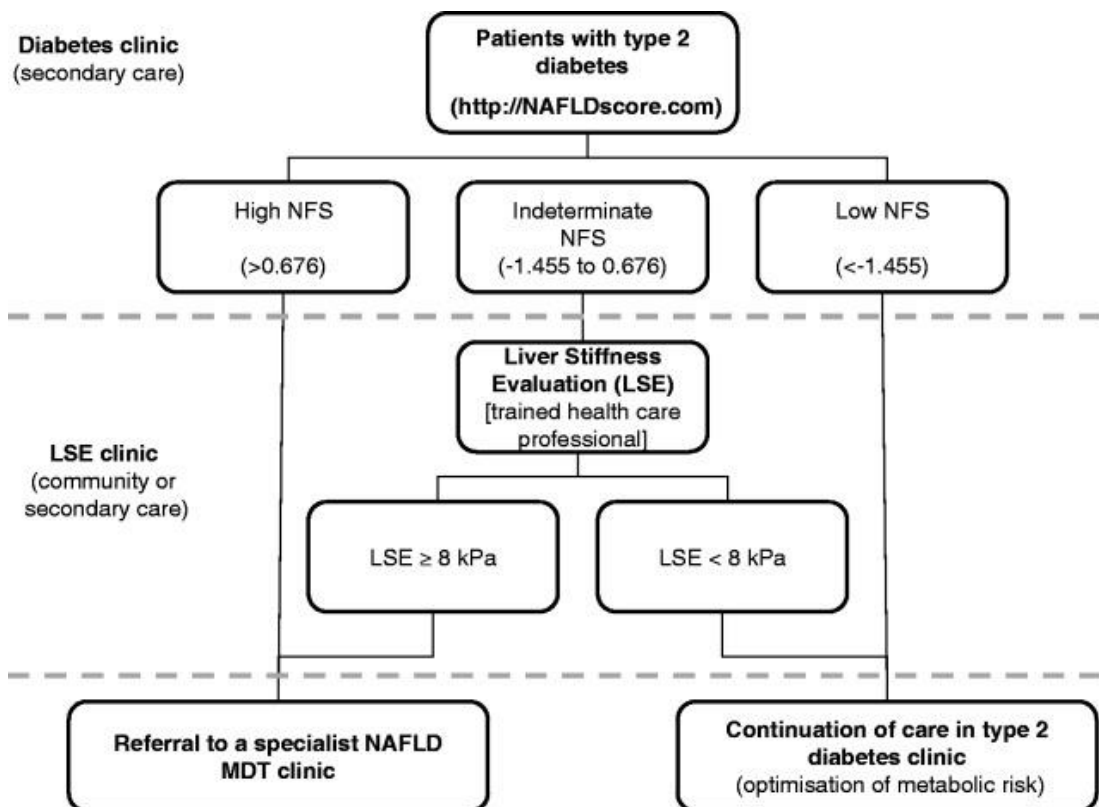 Diabetes clinic
(secondary care)
Patients with type 2
diabetes
(http://NAFLDscore.com)
High NFS
(>0.676)
Indeterminate
NFS
(-1.455 to 0.676)
Low NFS
(<-1.455)
Liver Stiffness
Evaluation (LSE)
[trained health care
professional]
LSE clinic
(community or
secondary care)
LSE ≥ 8 kPa
LSE < 8 kPa
Referral to a specialist NAFLD
MDT clinic
Continuation of care in type 2
diabetes clinic
(optimisation of metabolic risk)